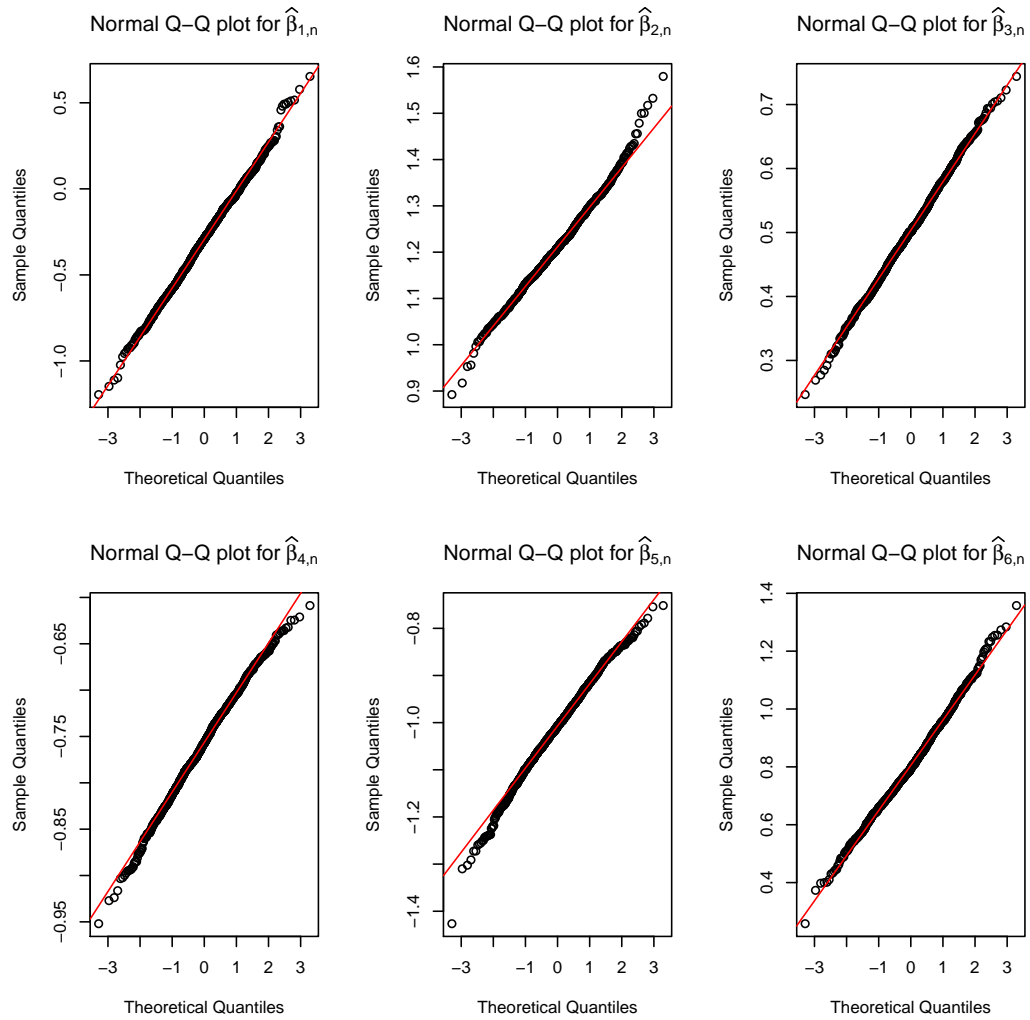 Normal Q−Q plot for β̂1,n
Sample Quantiles
−1.0 −0.5 0.0 0.5
−3 −2 −1 0 1 2 3
Theoretical Quantiles
Normal Q−Q plot for β̂2,n
Sample Quantiles
0.9 1.0 1.1 1.2 1.3 1.4 1.5 1.6
−3 −1 0 1 2 3
Theoretical Quantiles
Normal Q−Q plot for β̂3,n
Sample Quantiles
0.3 0.4 0.5 0.6 0.7
−3 −1 0 1 2 3
Theoretical Quantiles
Normal Q−Q plot for β̂4,n
Sample Quantiles
−0.95 −0.85 −0.75 −0.65
−3 −1 0 1 2 3
Theoretical Quantiles
Normal Q−Q plot for β̂5,n
Sample Quantiles
−1.4 −1.2 −1.0 −0.8
−3 −1 0 1 2 3
Theoretical Quantiles
Normal Q−Q plot for β̂6,n
Sample Quantiles
0.4 0.6 0.8 1.0 1.2 1.4
−3 −1 0 1 2 3
Theoretical Quantiles